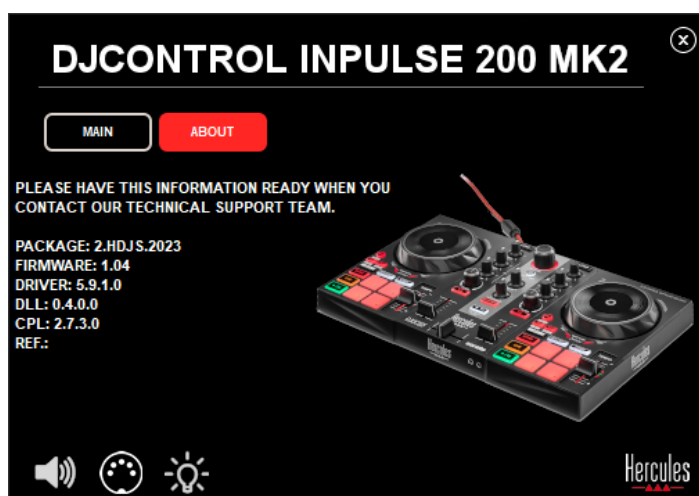 DJCONTROL INPULSE 200 MK2
MAIN
ABOUT
PLEASE HAVE THIS INFORMATION READY WHEN YOU
CONTACT OUR TECHNICAL SUPPORT TEAM.
PACKAGE: 2.HDJS.2023
FIRMWARE: 1.04
DRIVER: 5.9.1.0
DLL: 0.4.0.0
CPL: 2.7.3.0
REF.:
Hercules
Hercules